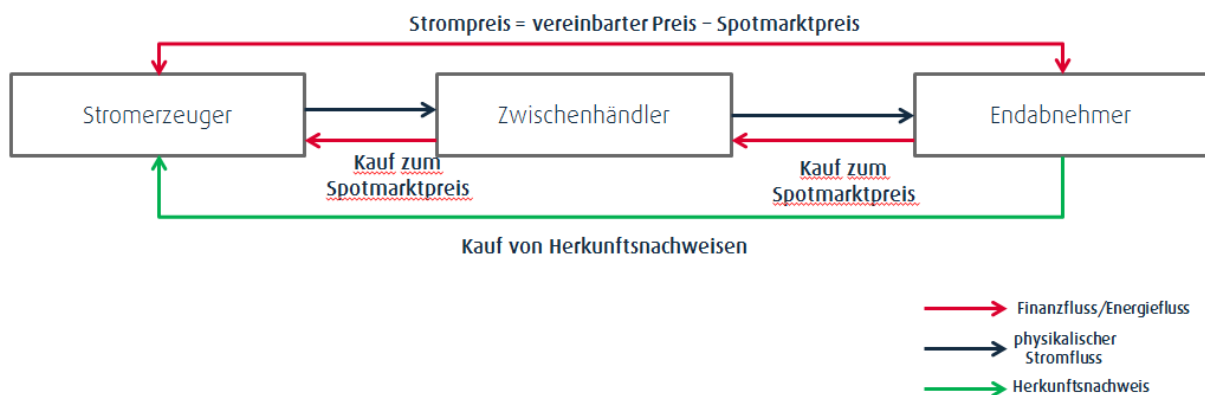 Strompreis = vereinbarter Preis – Spotmarktpreis
Stromerzeuger
Zwischenhändler
Endabnehmer
Kauf zum
Spotmarktpreis
Kauf zum
Spotmarktpreis
Kauf von Herkunftsnachweisen
Finanzfluss/Energiefluss
physikalischer
Stromfluss
Herkunftsnachweis